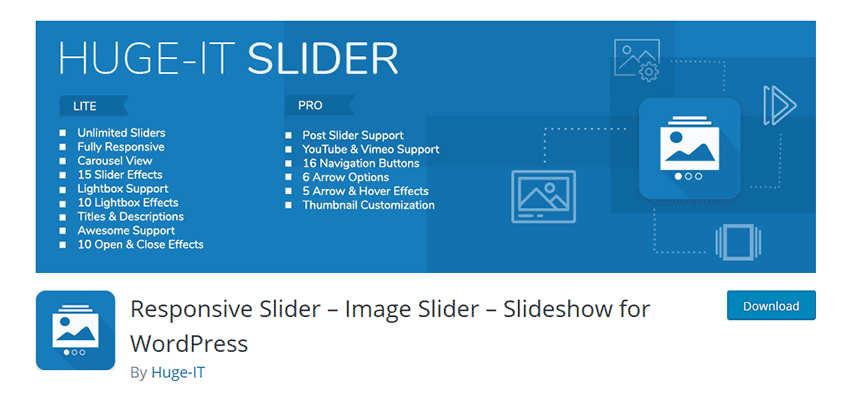 HUGE-IT SLIDER
LITE
Unlimited Sliders
Fully Responsive
Carousel View
15 Slider Effects
Lightbox Support
10 Lightbox Effects
Titles & Descriptions
Awesome Support
10 Open & Close Effects
PRO
Post Slider Support
YouTube & Vimeo Support
16 Navigation Buttons
6 Arrow Options
5 Arrow & Hover Effects
Thumbnail Customization
Responsive Slider – Image Slider – Slideshow for
WordPress
By Huge-IT
Download